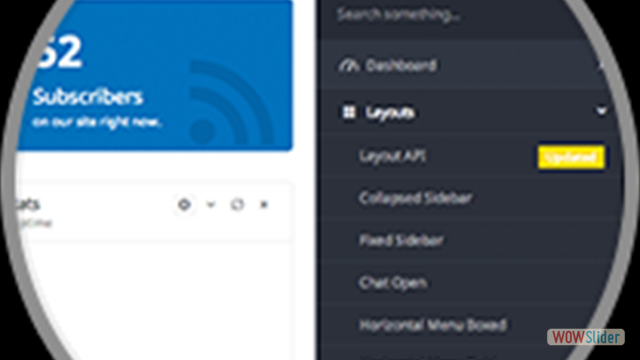 52
Subscribers
on our site right now.
Search something...
Dashboard
Layouts
Layout API
Updated
Collapsed Sidebar
Fixed Sidebar
Chat Open
Horizontal Menu Boxed
WOWSlider